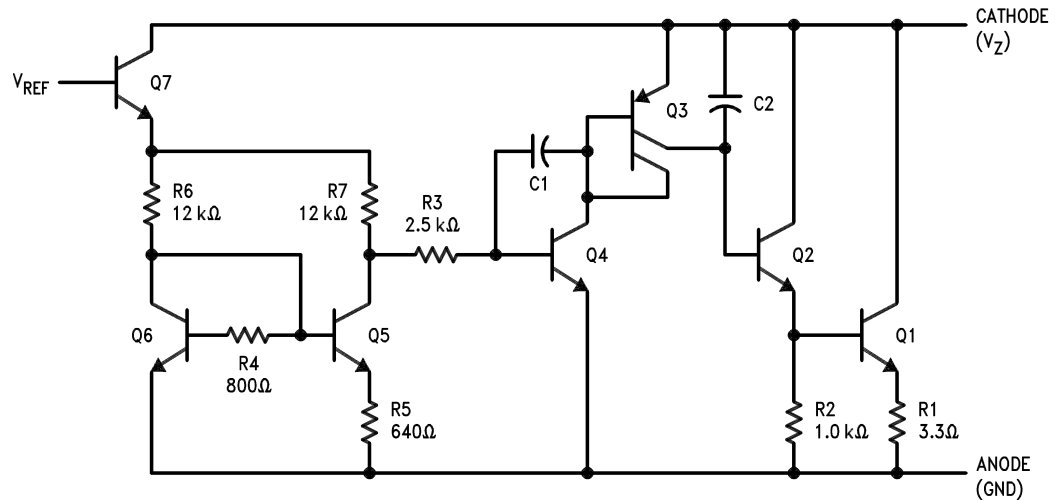 CATHODE
(VZ)
VREF
Q7
Q3
C2
C1
R6
12 kΩ
R7
12 kΩ
R3
2.5 kΩ
Q4
Q2
Q6
R4
800Ω
Q5
Q1
R5
640Ω
R2
1.0 kΩ
R1
3.3Ω
ANODE
(GND)